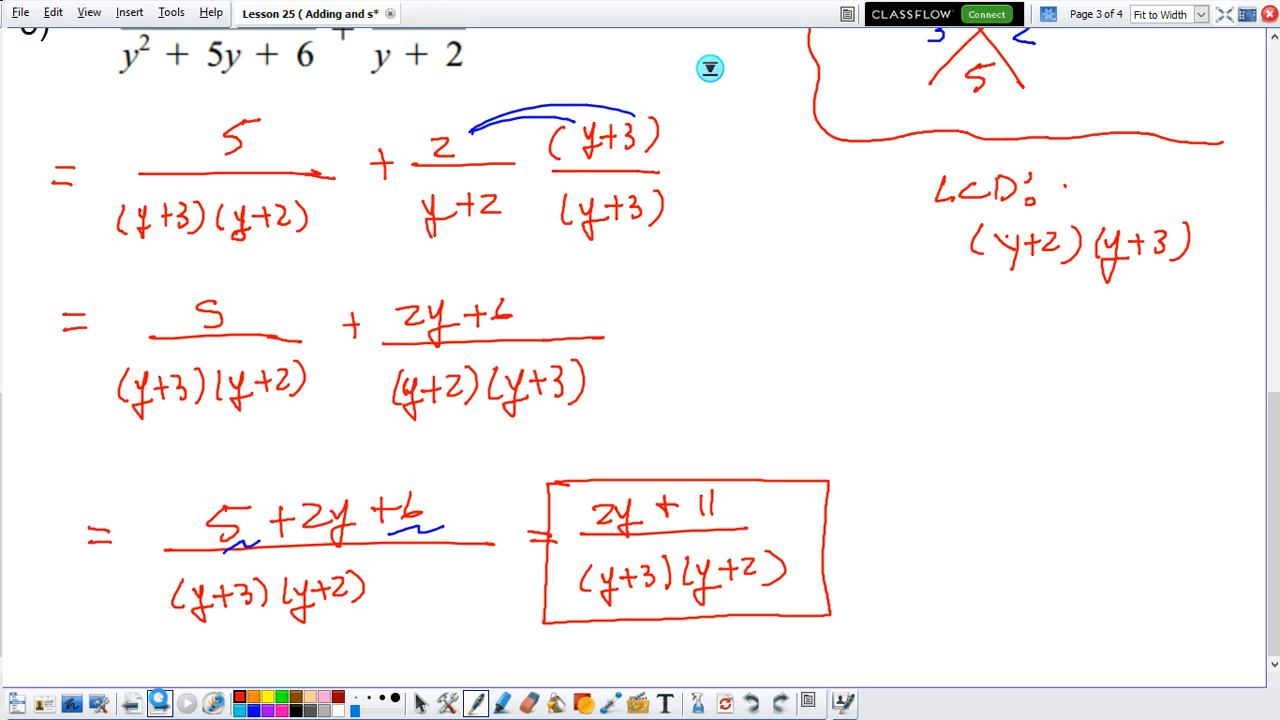 File Edit View Insert Tools Help Lesson 25 ( Adding and s* CLASSFLOW Connect Page 3 of 4 Fit to Width
y² + 5y + 6 + y + 2
3 2
5
= 5 / (y+3)(y+2) + 2 / y+2 (y+3) / (y+3)
LCD:
(y+2)(y+3)
= 5 / (y+3)(y+2) + 2y+6 / (y+2)(y+3)
= 5+2y+6 / (y+3)(y+2) = 2y + 11 / (y+3)(y+2)
T